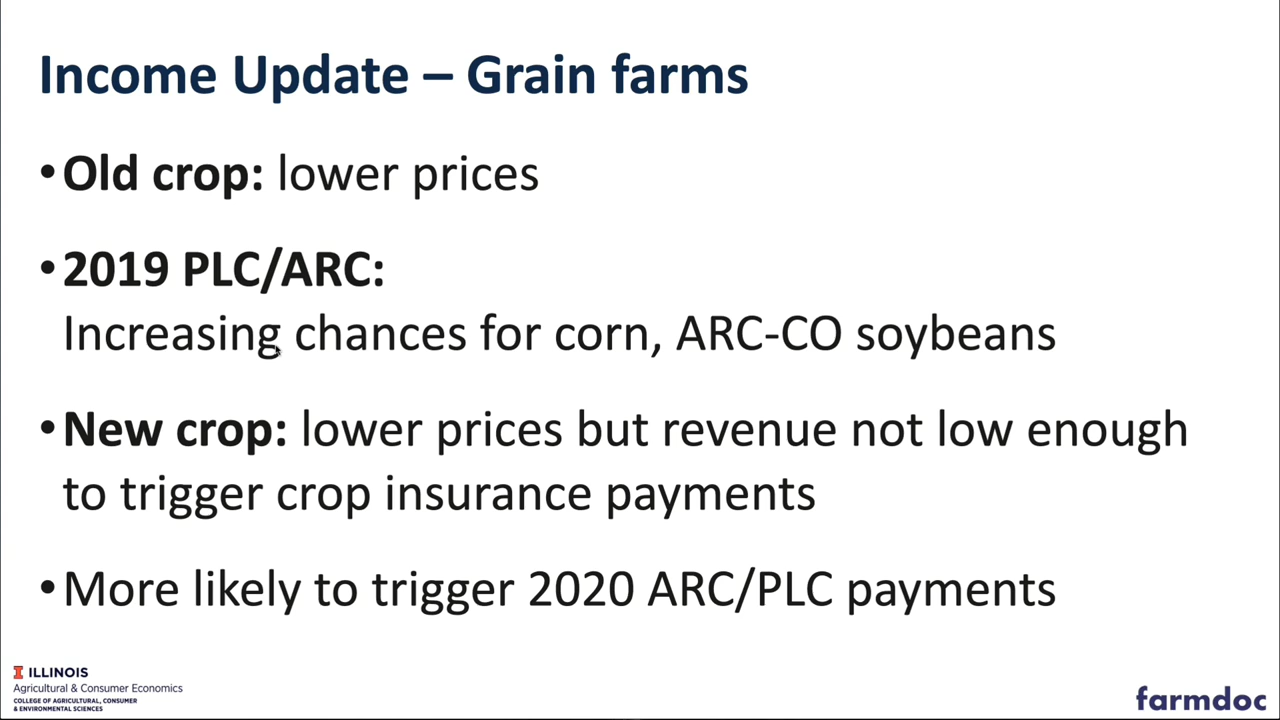 Income Update – Grain farms
•Old crop: lower prices
•2019 PLC/ARC:
Increasing chances for corn, ARC-CO soybeans
•New crop: lower prices but revenue not low enough
to trigger crop insurance payments
•More likely to trigger 2020 ARC/PLC payments
I ILLINOIS
Agricultural & Consumer Economics
COLLEGE OF AGRICULTURAL, CONSUMER
& ENVIRONMENTAL SCIENCES
farmdoc